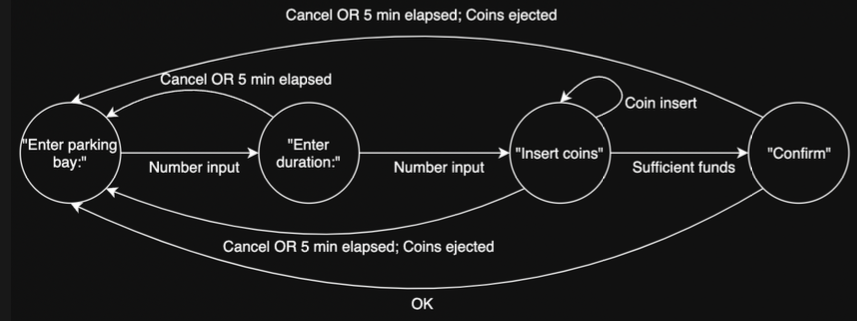 Cancel OR 5 min elapsed; Coins ejected
Cancel OR 5 min elapsed
Coin insert
"Enter parking
bay:"
Number input
"Enter
duration:"
Number input
"Insert coins"
Sufficient funds
"Confirm"
Cancel OR 5 min elapsed; Coins ejected
OK